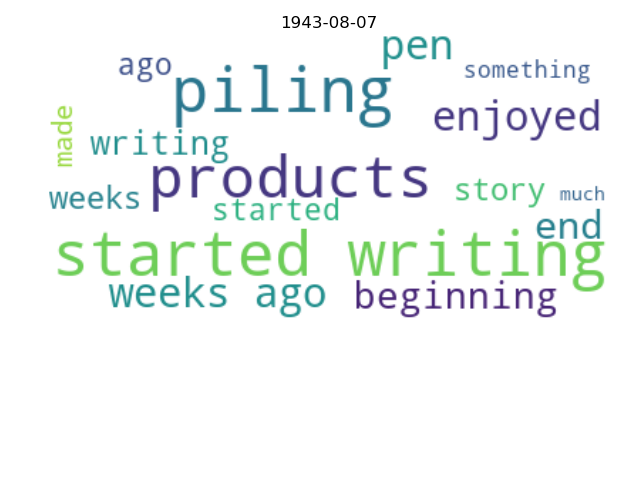 1943-08-07
pen
ago
something
piling
enjoyed
made
writing
products
weeks
story
much
started
end
started writing
weeks ago
beginning